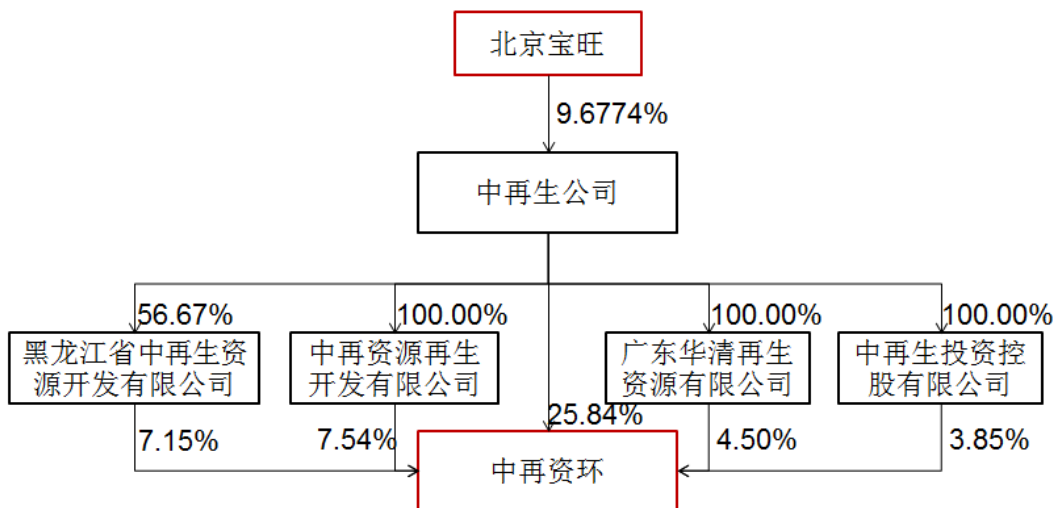 北京宝旺
9.6774%
中再生公司
56.67%
100.00%
100.00%
100.00%
黑龙江省中再生资
源开发有限公司
中再资源再生
开发有限公司
广东华清再生
资源有限公司
中再生投资控
股有限公司
7.15%
7.54%
25.84%
4.50%
3.85%
中再资环